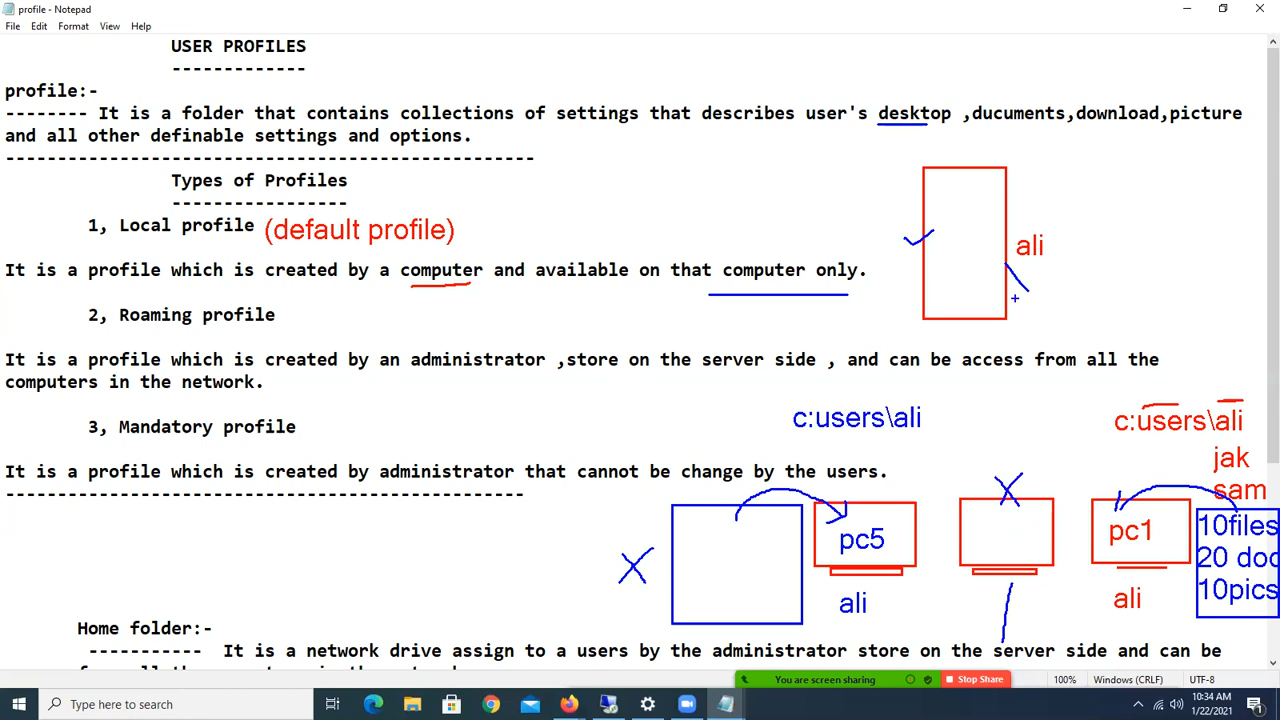 profile - Notepad
File Edit Format View Help
USER PROFILES
-------------
profile:-
-------- It is a folder that contains collections of settings that describes user's desktop ,ducuments,download,picture
and all other definable settings and options.
--------------------------------------------------
Types of Profiles
-----------------
1, Local profile (default profile)
ali
It is a profile which is created by a computer and available on that computer only.
2, Roaming profile
It is a profile which is created by an administrator ,store on the server side , and can be access from all the
computers in the network.
c:users\ali
c:users\ali
3, Mandatory profile
jak
It is a profile which is created by administrator that cannot be change by the users.
-------------------------------------------------
sam
pc5
pc1
10files
20 doc
10pics
ali
ali
Home folder:-
----------- It is a network drive assign to a users by the administrator store on the server side and can be
You are screen sharing
Stop Share
100% Windows (CRLF) UTF-8
Type here to search
10:34 AM
1/22/2021